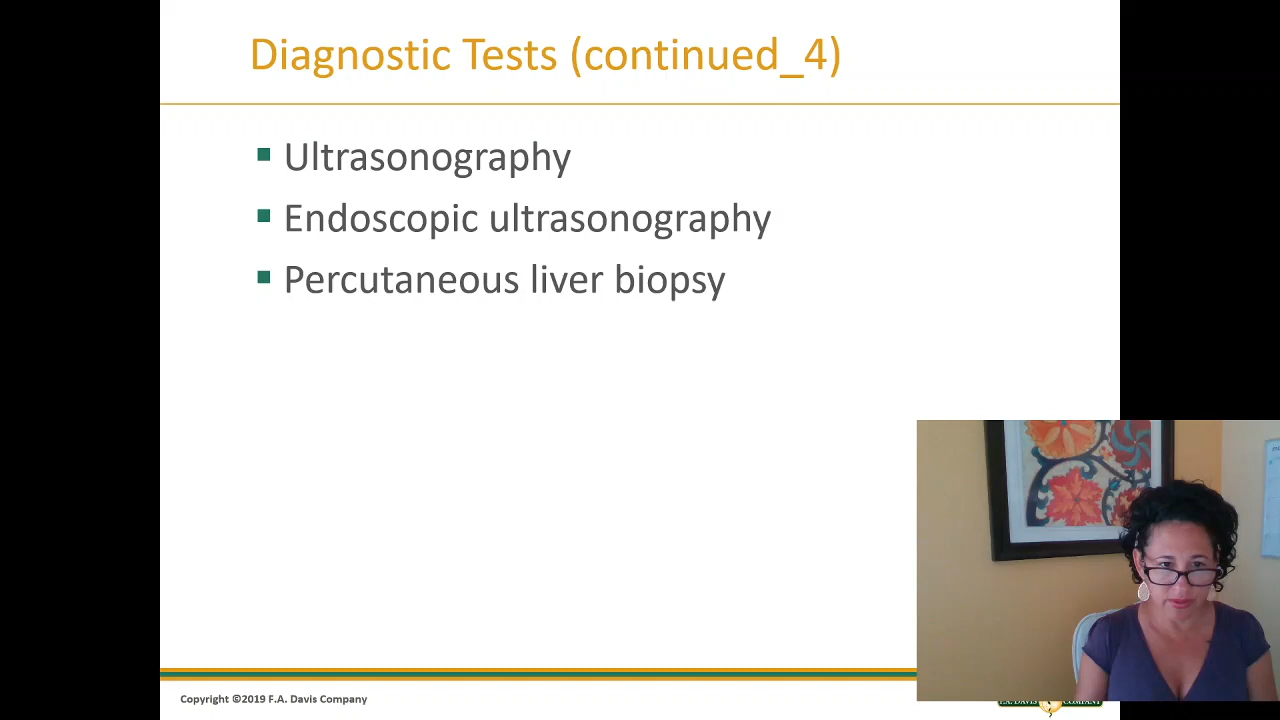 Diagnostic Tests (continued_4)
Ultrasonography
Endoscopic ultrasonography
Percutaneous liver biopsy
Copyright ©2019 F.A. Davis Company